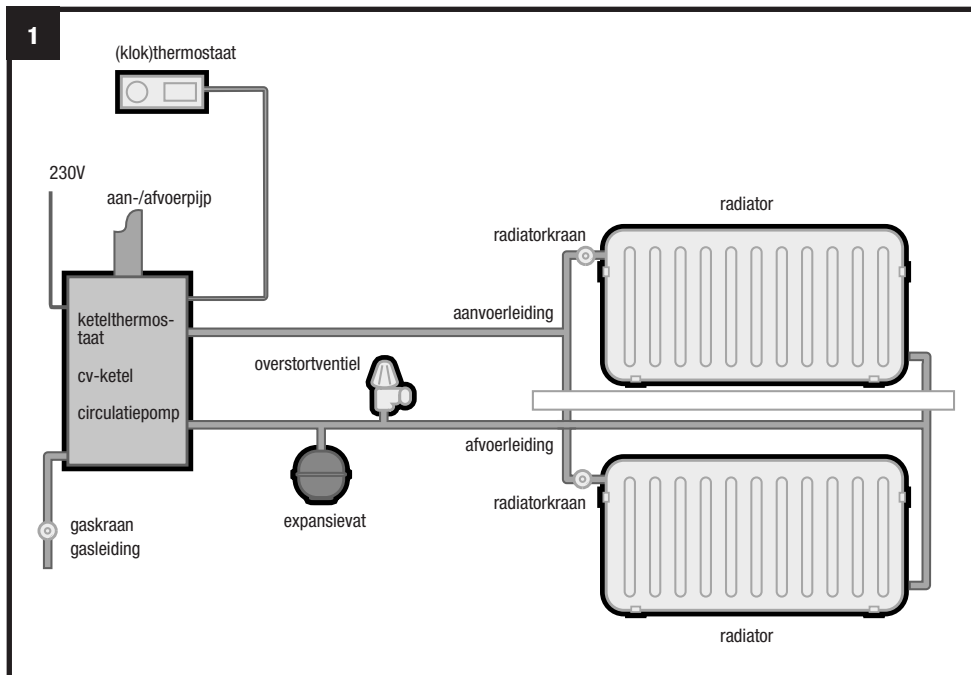 1
(klok)thermostaat
230V
aan-/afvoerpijp
radiator
radiatorkraan
aanvoerleiding
ketelthermos-
taat
cv-ketel
circulatiepomp
overstortventiel
afvoerleiding
radiatorkraan
expansievat
gaskraan
gasleiding
radiator